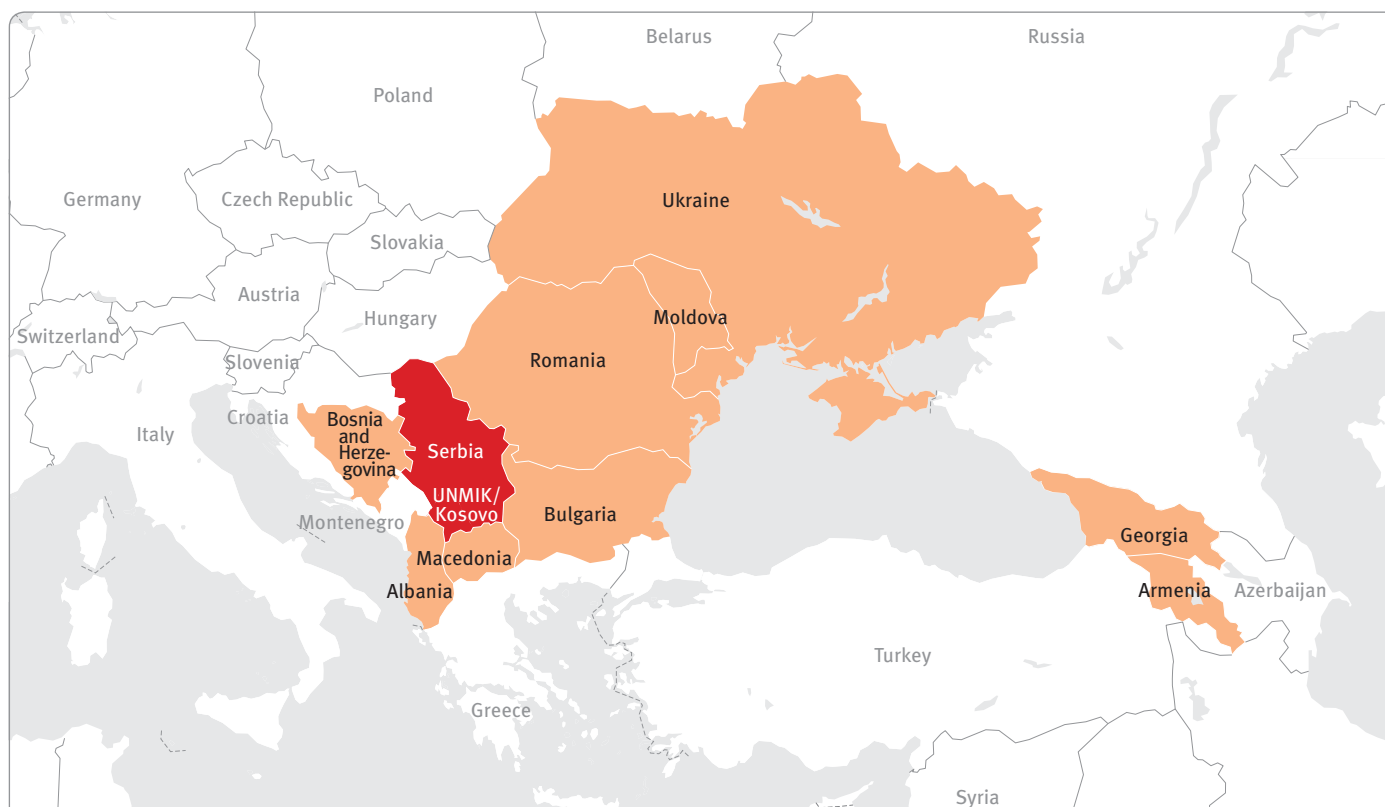 Belarus
Russia
Poland
Germany
Czech Republic
Ukraine
Slovakia
Austria
Hungary
Moldova
Switzerland
Slovenia
Romania
Croatia
Italy
Bosnia
and
Herze-
govina
Serbia
UNMIK/
Kosovo
Bulgaria
Montenegro
Georgia
Macedonia
Albania
Armenia
Azerbaijan
Turkey
Greece
Syria